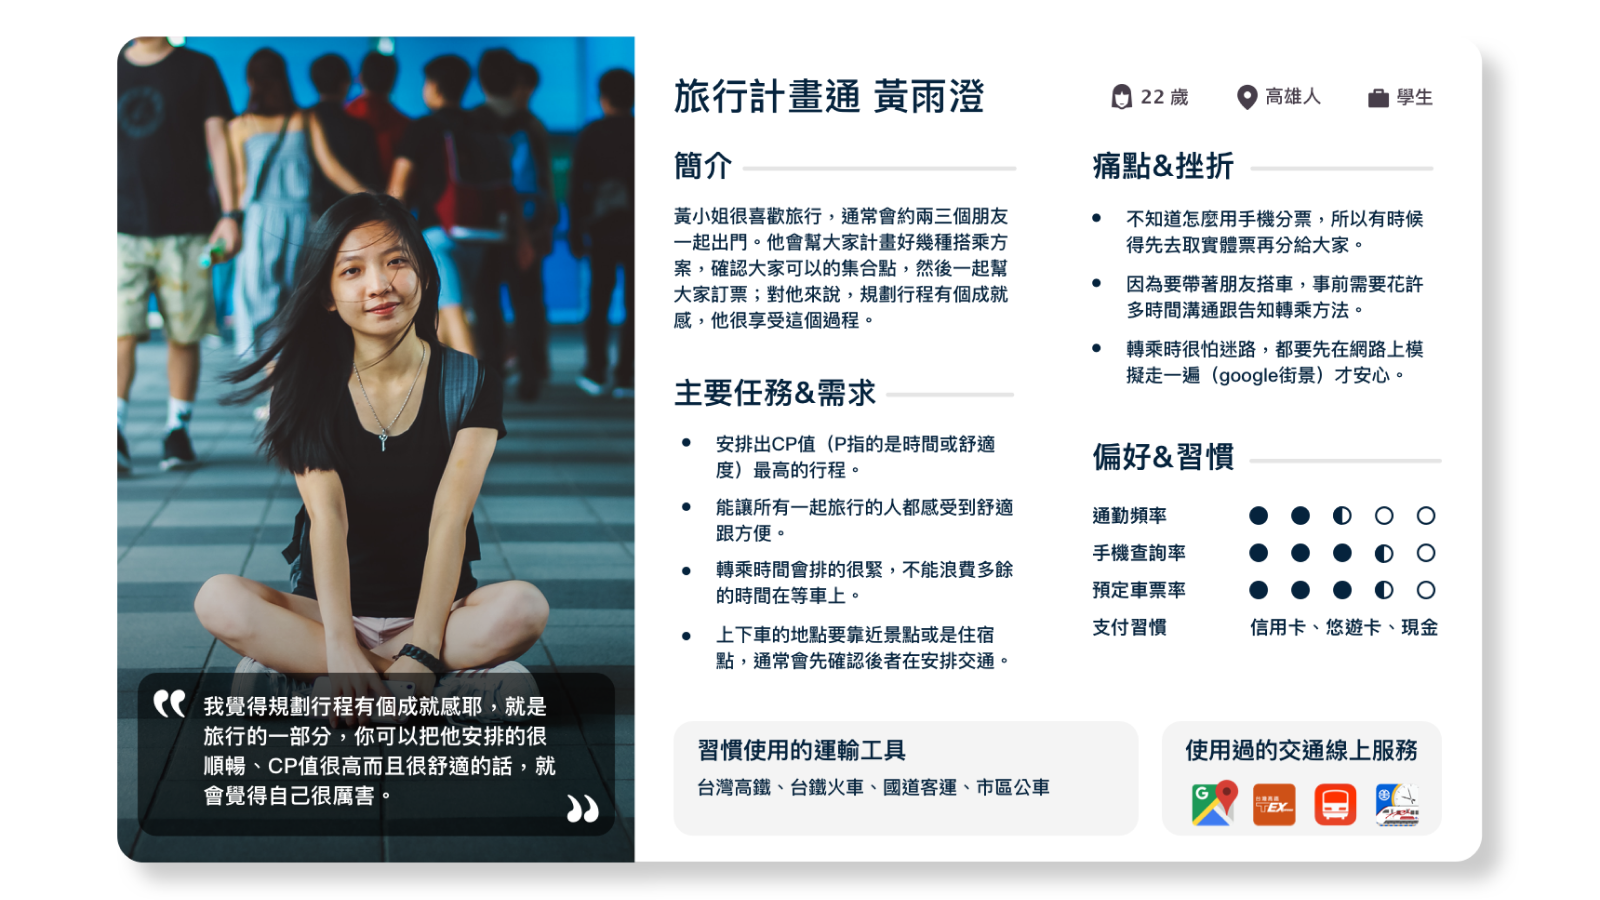 旅行計畫通 黃雨澄
22 歲
高雄人
學生
簡介
黃小姐很喜歡旅行，通常會約兩三個朋友
一起出門。他會幫大家計畫好幾種搭乘方
案，確認大家可以的集合點，然後一起幫
大家訂票；對他來說，規劃行程有個成就
感，他很享受這個過程。
主要任務&需求
安排出CP值（P指的是時間或舒適
度）最高的行程。
能讓所有一起旅行的人都感受到舒適
跟方便。
轉乘時間會排的很緊，不能浪費多餘
的時間在等車上。
上下車的地點要靠近景點或是住宿
點，通常會先確認後者在安排交通。
痛點&挫折
不知道怎麼用手機分票，所以有時候
得先去取實體票再分給大家。
因為要帶著朋友搭車，事前需要花許
多時間溝通跟告知轉乘方法。
轉乘時很怕迷路，都要先在網路上模
擬走一遍（google街景）才安心。
偏好&習慣
通勤頻率
手機查詢率
預定車票率
支付習慣 信用卡、悠遊卡、現金
“我覺得規劃行程有個成就感耶，就是
旅行的一部分，你可以把他安排的很
順暢、CP值很高而且很舒適的話，就
會覺得自己很厲害。”
習慣使用的運輸工具
台灣高鐵、台鐵火車、國道客運、市區公車
使用過的交通線上服務
G
台灣高鐵
TEX